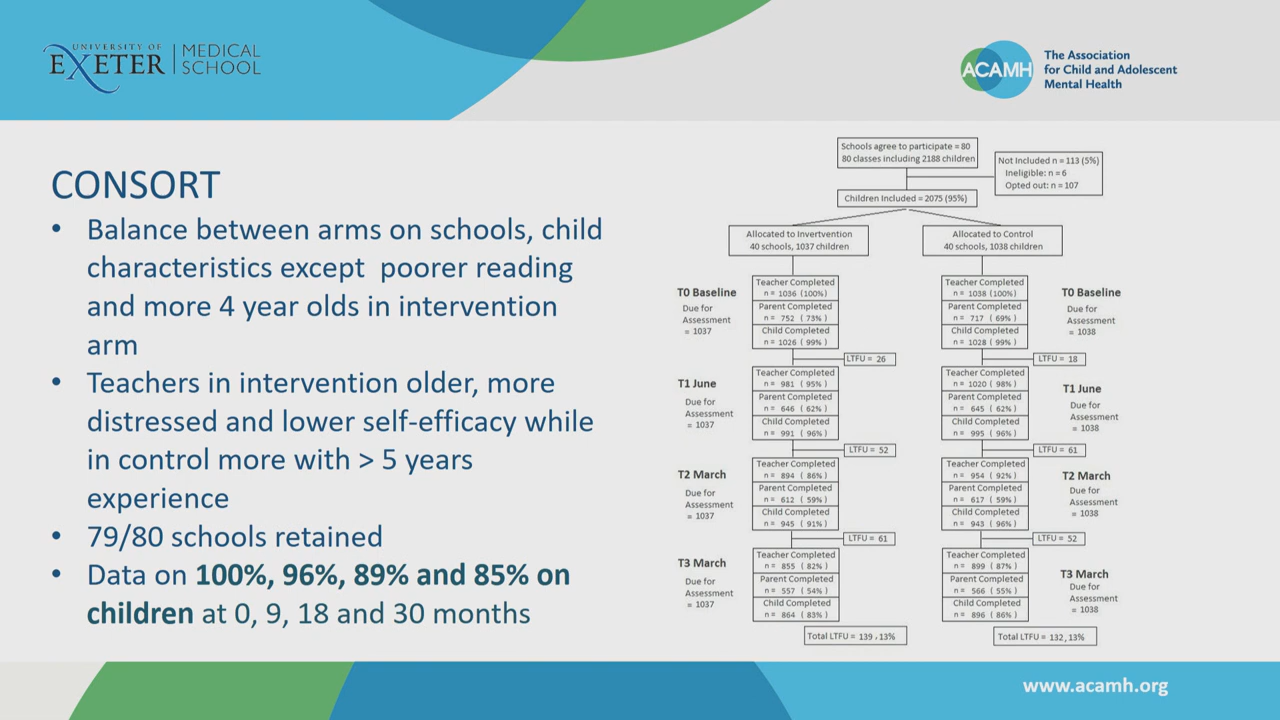 UNIVERSITY OF
EXETER
MEDICAL
SCHOOL
ACAMH
The Association
for Child and Adolescent
Mental Health
CONSORT
• Balance between arms on schools, child
characteristics except poorer reading
and more 4 year olds in intervention
arm
• Teachers in intervention older, more
distressed and lower self-efficacy while
in control more with > 5 years
experience
• 79/80 schools retained
• Data on 100%, 96%, 89% and 85% on
children at 0, 9, 18 and 30 months
Schools agree to participate = 80
80 classes including 2188 children
Not Included n = 113 (5%)
Ineligible: n = 6
Opted out: n = 107
Children Included = 2075 (95%)
Allocated to Invertvention
40 schools, 1037 children
Allocated to Control
40 schools, 1038 children
T0 Baseline
Due for
Assessment
= 1037
Teacher Completed
n = 1036 (100%)
Parent Completed
n = 752 ( 73%)
Child Completed
n = 1026 ( 99%)
Teacher Completed
n = 1038 (100%)
Parent Completed
n = 717 ( 69%)
Child Completed
n = 1028 ( 99%)
T0 Baseline
Due for
Assessment
= 1038
LTFU = 26
LTFU = 18
T1 June
Due for
Assessment
= 1037
Teacher Completed
n = 981 ( 95%)
Parent Completed
n = 646 ( 62%)
Child Completed
n = 991 ( 96%)
Teacher Completed
n = 1020 ( 98%)
Parent Completed
n = 645 ( 62%)
Child Completed
n = 995 ( 96%)
T1 June
Due for
Assessment
= 1038
LTFU = 52
LTFU = 61
T2 March
Due for
Assessment
= 1037
Teacher Completed
n = 894 ( 86%)
Parent Completed
n = 612 ( 59%)
Child Completed
n = 945 ( 91%)
Teacher Completed
n = 954 ( 92%)
Parent Completed
n = 617 ( 59%)
Child Completed
n = 943 ( 96%)
T2 March
Due for
Assessment
= 1038
LTFU = 61
LTFU = 52
T3 March
Due for
Assessment
= 1037
Teacher Completed
n = 855 ( 82%)
Parent Completed
n = 557 ( 54%)
Child Completed
n = 864 ( 83%)
Teacher Completed
n = 899 ( 87%)
Parent Completed
n = 566 ( 55%)
Child Completed
n = 896 ( 86%)
T3 March
Due for
Assessment
= 1038
Total LTFU = 139 , 13%
Total LTFU = 132, 13%
www.acamh.org